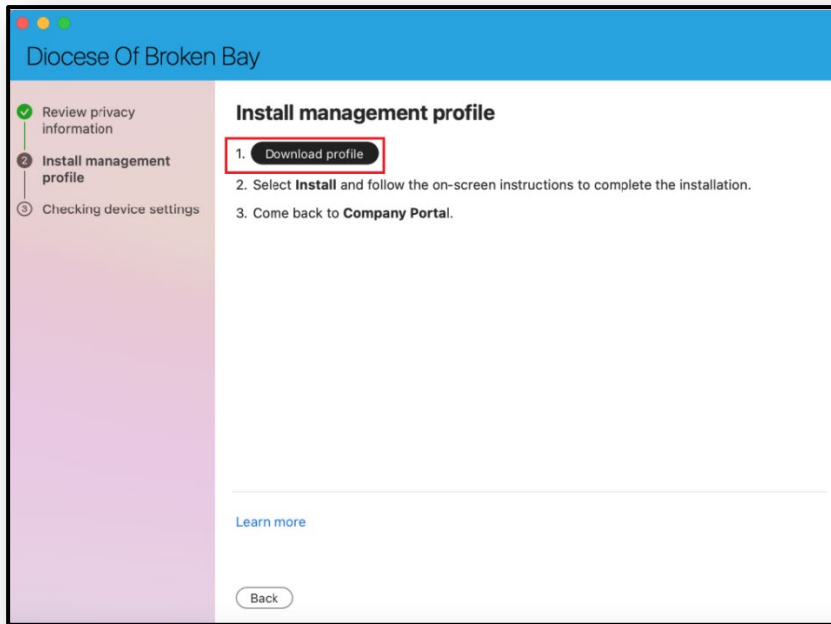 Diocese Of Broken Bay
Review privacy
information
2 Install management
profile
3 Checking device settings
Install management profile
1. Download profile
2. Select Install and follow the on-screen instructions to complete the installation.
3. Come back to Company Portal.
Learn more
Back